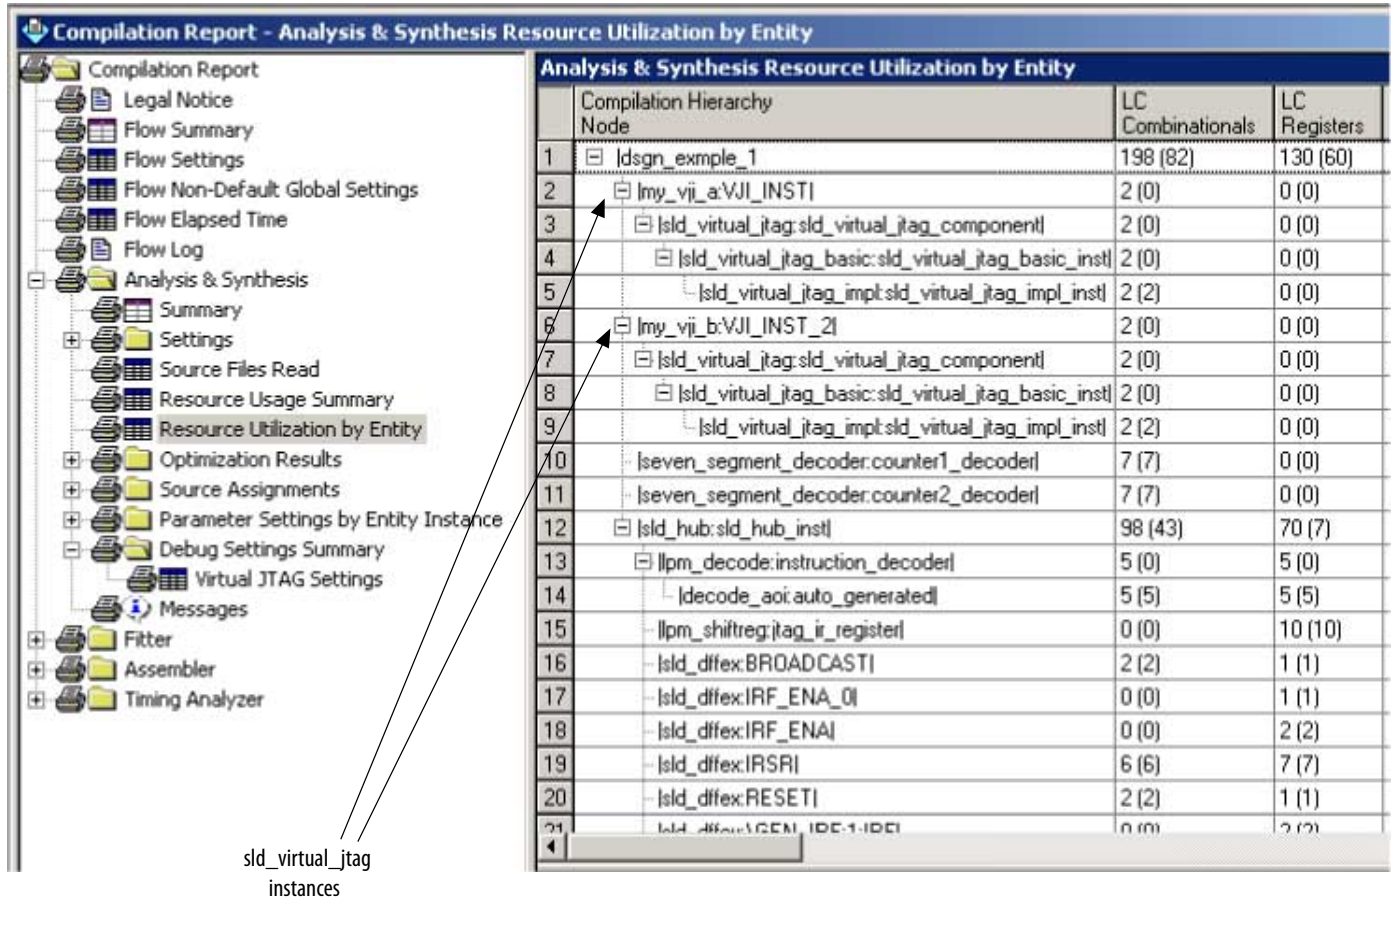 Compilation Report - Analysis & Synthesis Resource Utilization by Entity
Compilation Report
Legal Notice
Flow Summary
Flow Settings
Flow Non-Default Global Settings
Flow Elapsed Time
Flow Log
Analysis & Synthesis
Summary
Settings
Source Files Read
Resource Usage Summary
Resource Utilization by Entity
Optimization Results
Source Assignments
Parameter Settings by Entity Instance
Debug Settings Summary
Virtual JTAG Settings
Messages
Fitter
Assembler
Timing Analyzer
Analysis & Synthesis Resource Utilization by Entity
Compilation Hierarchy Node LC Combinationals LC Registers
1 |dsgn_exmple_1 198 (82) 130 (60)
2 |my_vji_a:VJI_INST| 2 (0) 0 (0)
3 |sld_virtual_jtag:sld_virtual_jtag_component| 2 (0) 0 (0)
4 |sld_virtual_jtag_basic:sld_virtual_jtag_basic_inst| 2 (0) 0 (0)
5 |sld_virtual_jtag_impl:sld_virtual_jtag_impl_inst| 2 (2) 0 (0)
6 |my_vji_b:VJI_INST_2| 2 (0) 0 (0)
7 |sld_virtual_jtag:sld_virtual_jtag_component| 2 (0) 0 (0)
8 |sld_virtual_jtag_basic:sld_virtual_jtag_basic_inst| 2 (0) 0 (0)
9 |sld_virtual_jtag_impl:sld_virtual_jtag_impl_inst| 2 (2) 0 (0)
10 |seven_segment_decoder:counter1_decoder| 7 (7) 0 (0)
11 |seven_segment_decoder:counter2_decoder| 7 (7) 0 (0)
12 |sld_hub:sld_hub_inst| 98 (43) 70 (7)
13 |lpm_decode:instruction_decoder| 5 (0) 5 (0)
14 |decode_aoi:auto_generated| 5 (5) 5 (5)
15 |lpm_shiftreg:jtag_ir_register| 0 (0) 10 (10)
16 |sld_dffex:BROADCAST| 2 (2) 1 (1)
17 |sld_dffex:IRF_ENA_0| 0 (0) 1 (1)
18 |sld_dffex:IRF_ENA| 0 (0) 2 (2)
19 |sld_dffex:IRSR| 6 (6) 7 (7)
20 |sld_dffex:RESET| 2 (2) 1 (1)
21 |sld_dffex:\GEN_IRF:1:IRF| 0 (0) 2 (2)
sld_virtual_jtag
instances